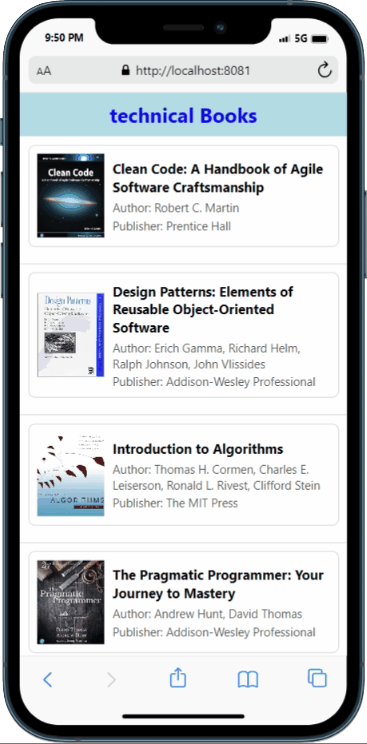 9:50 PM
5G
AA
http://localhost:8081
technical Books
Clean Code
Clean Code: A Handbook of Agile
Software Craftsmanship
Author: Robert C. Martin
Publisher: Prentice Hall
Design Patterns
Design Patterns: Elements of
Reusable Object-Oriented
Software
Author: Erich Gamma, Richard Helm,
Ralph Johnson, John Vlissides
Publisher: Addison-Wesley Professional
ALGORITHMS
Introduction to Algorithms
Author: Thomas H. Cormen, Charles E.
Leiserson, Ronald L. Rivest, Clifford Stein
Publisher: The MIT Press
The
Pragmatic
Programmer
The Pragmatic Programmer: Your
Journey to Mastery
Author: Andrew Hunt, David Thomas
Publisher: Addison-Wesley Professional